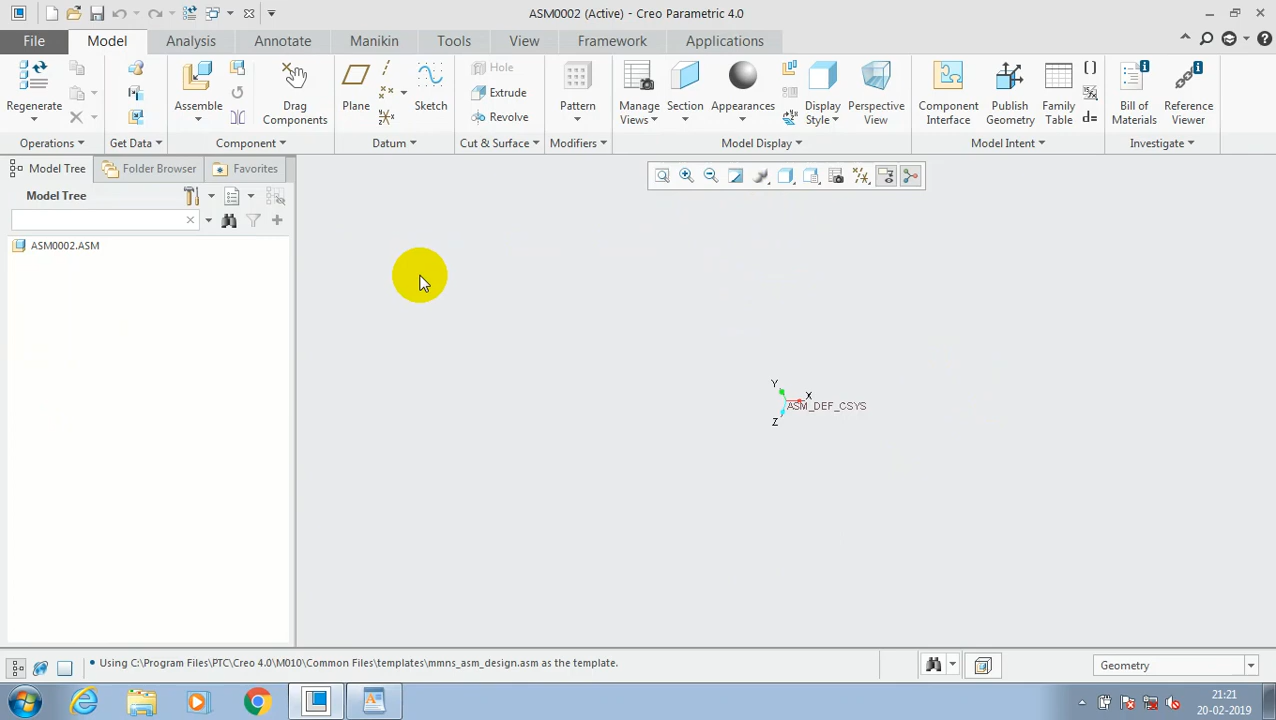 ASM0002 (Active) - Creo Parametric 4.0
File Model Analysis Annotate Manikin Tools View Framework Applications
Regenerate
Operations
Get Data
Assemble
Drag Components
Component
Plane
Sketch
Datum
Hole
Extrude
Revolve
Cut & Surface
Pattern
Modifiers
Manage Views
Section
Appearances
Display Style
Perspective View
Model Display
Component Interface
Publish Geometry
Family Table
d=
Model Intent
Bill of Materials
Reference Viewer
Investigate
Model Tree Folder Browser Favorites
Model Tree
ASM0002.ASM
Y
X
ASM_DEF_CSYS
Z
• Using C:\Program Files\PTC\Creo 4.0\M010\Common Files\templates\mmns_asm_design.asm as the template.
Geometry
21:21
20-02-2019